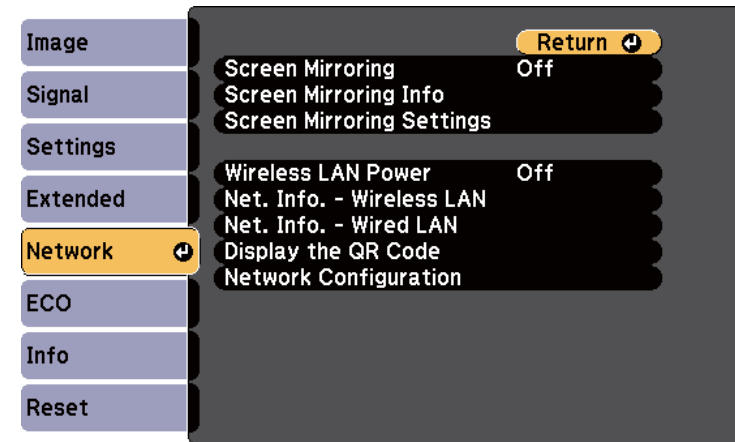 Image
Signal
Settings
Extended
Network
ECO
Info
Reset
Return
Screen Mirroring Off
Screen Mirroring Info
Screen Mirroring Settings
Wireless LAN Power Off
Net. Info. - Wireless LAN
Net. Info. - Wired LAN
Display the QR Code
Network Configuration